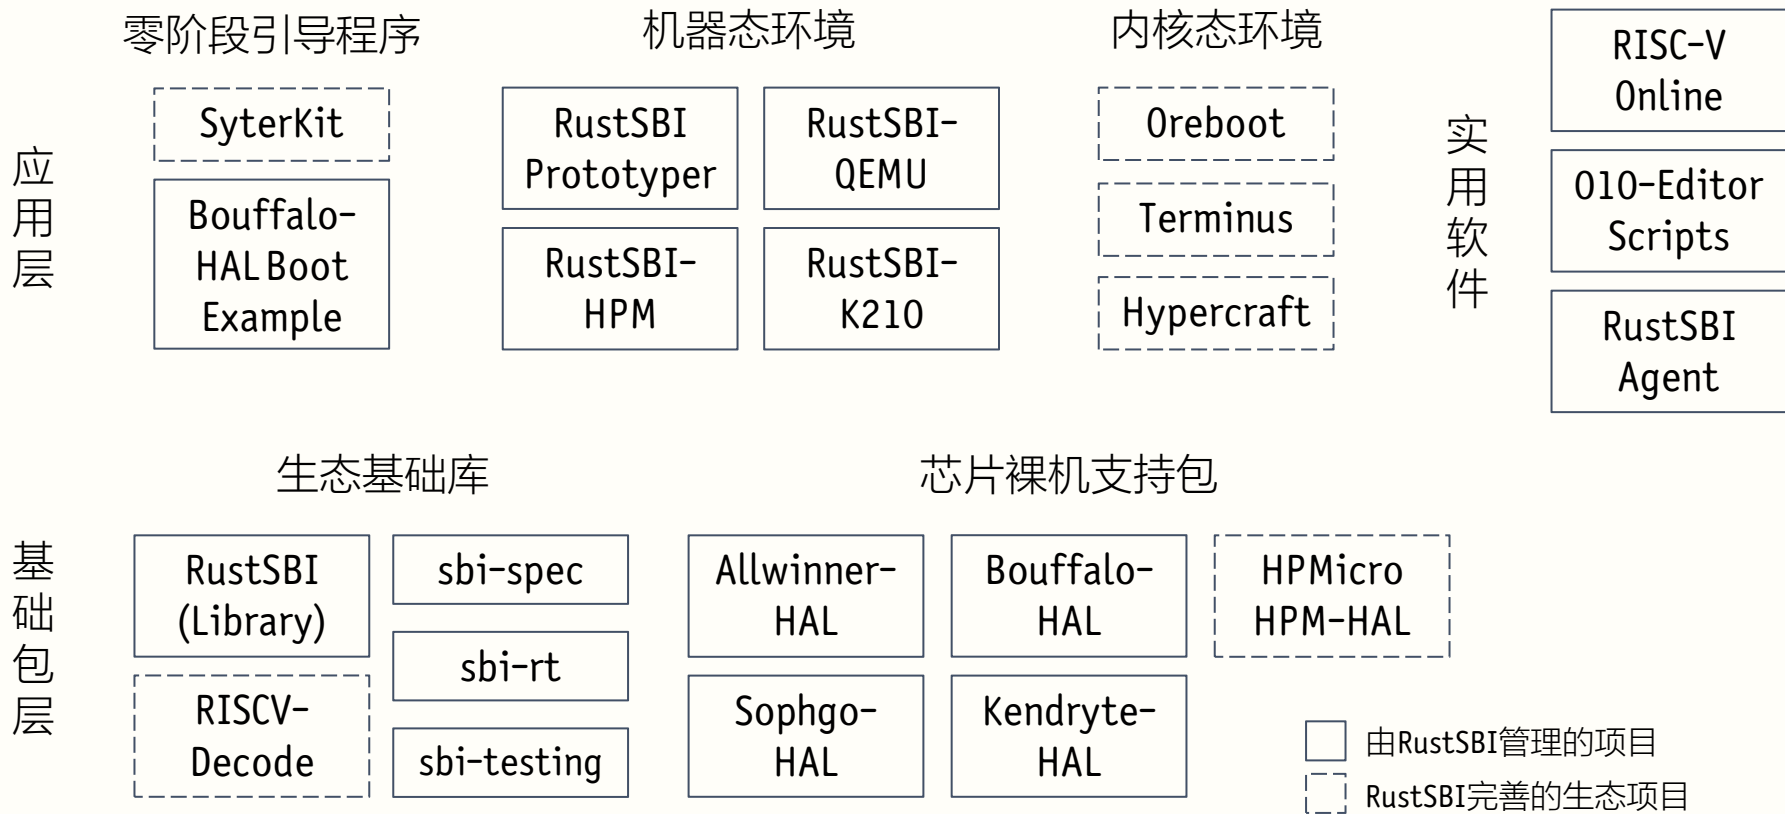 零阶段引导程序
机器态环境
内核态环境
应用层
SyterKit
Bouffalo-
HAL Boot
Example
RustSBI
Prototyper
RustSBI-
QEMU
RustSBI-
HPM
RustSBI-
K210
Oreboot
Terminus
Hypercraft
实用软件
RISC-V
Online
010-Editor
Scripts
RustSBI
Agent
生态基础库
芯片裸机支持包
基础包层
RustSBI
(Library)
RISCV-
Decode
sbi-spec
sbi-rt
sbi-testing
Allwinner-
HAL
Bouffalo-
HAL
HPMicro
HPM-HAL
Sophgo-
HAL
Kendryte-
HAL
由RustSBI管理的项目
RustSBI完善的生态项目